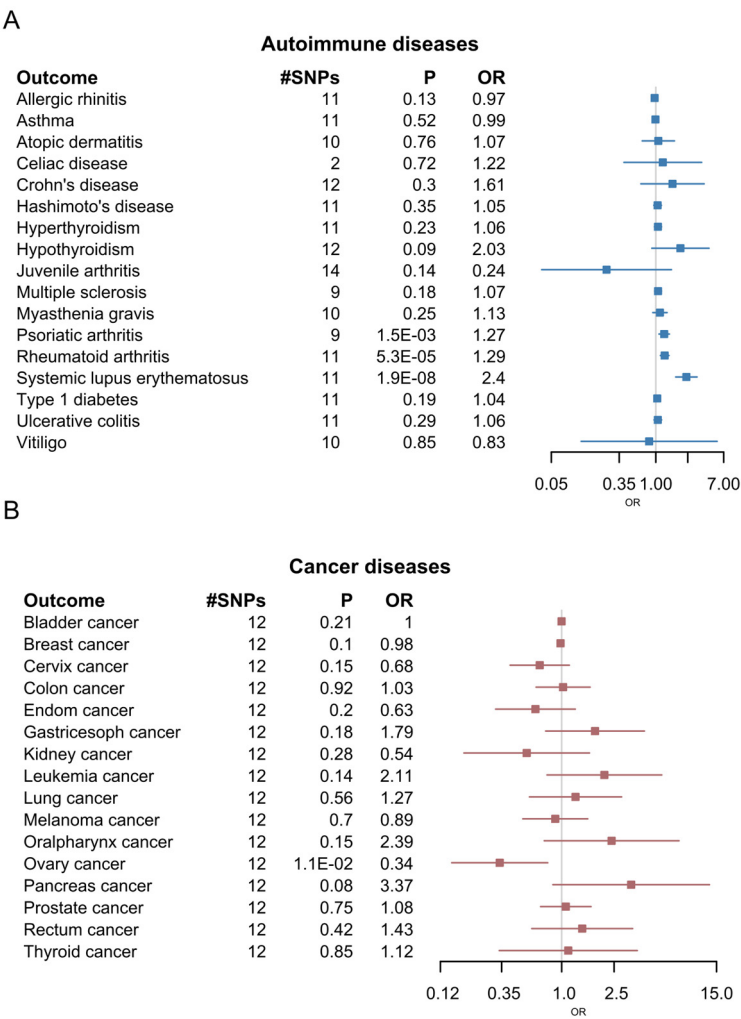 A
Autoimmune diseases
Outcome #SNPs P OR
Allergic rhinitis 11 0.13 0.97
Asthma 11 0.52 0.99
Atopic dermatitis 10 0.76 1.07
Celiac disease 2 0.72 1.22
Crohn's disease 12 0.3 1.61
Hashimoto's disease 11 0.35 1.05
Hyperthyroidism 11 0.23 1.06
Hypothyroidism 12 0.09 2.03
Juvenile arthritis 14 0.14 0.24
Multiple sclerosis 9 0.18 1.07
Myasthenia gravis 10 0.25 1.13
Psoriatic arthritis 9 1.5E-03 1.27
Rheumatoid arthritis 11 5.3E-05 1.29
Systemic lupus erythematosus 11 1.9E-08 2.4
Type 1 diabetes 11 0.19 1.04
Ulcerative colitis 11 0.29 1.06
Vitiligo 10 0.85 0.83
0.05 0.35 1.00 7.00
OR
B
Cancer diseases
Outcome #SNPs P OR
Bladder cancer 12 0.21 1
Breast cancer 12 0.1 0.98
Cervix cancer 12 0.15 0.68
Colon cancer 12 0.92 1.03
Endom cancer 12 0.2 0.63
Gastricesoph cancer 12 0.18 1.79
Kidney cancer 12 0.28 0.54
Leukemia cancer 12 0.14 2.11
Lung cancer 12 0.56 1.27
Melanoma cancer 12 0.7 0.89
Oralpharynx cancer 12 0.15 2.39
Ovary cancer 12 1.1E-02 0.34
Pancreas cancer 12 0.08 3.37
Prostate cancer 12 0.75 1.08
Rectum cancer 12 0.42 1.43
Thyroid cancer 12 0.85 1.12
0.12 0.35 1.0 2.5 15.0
OR